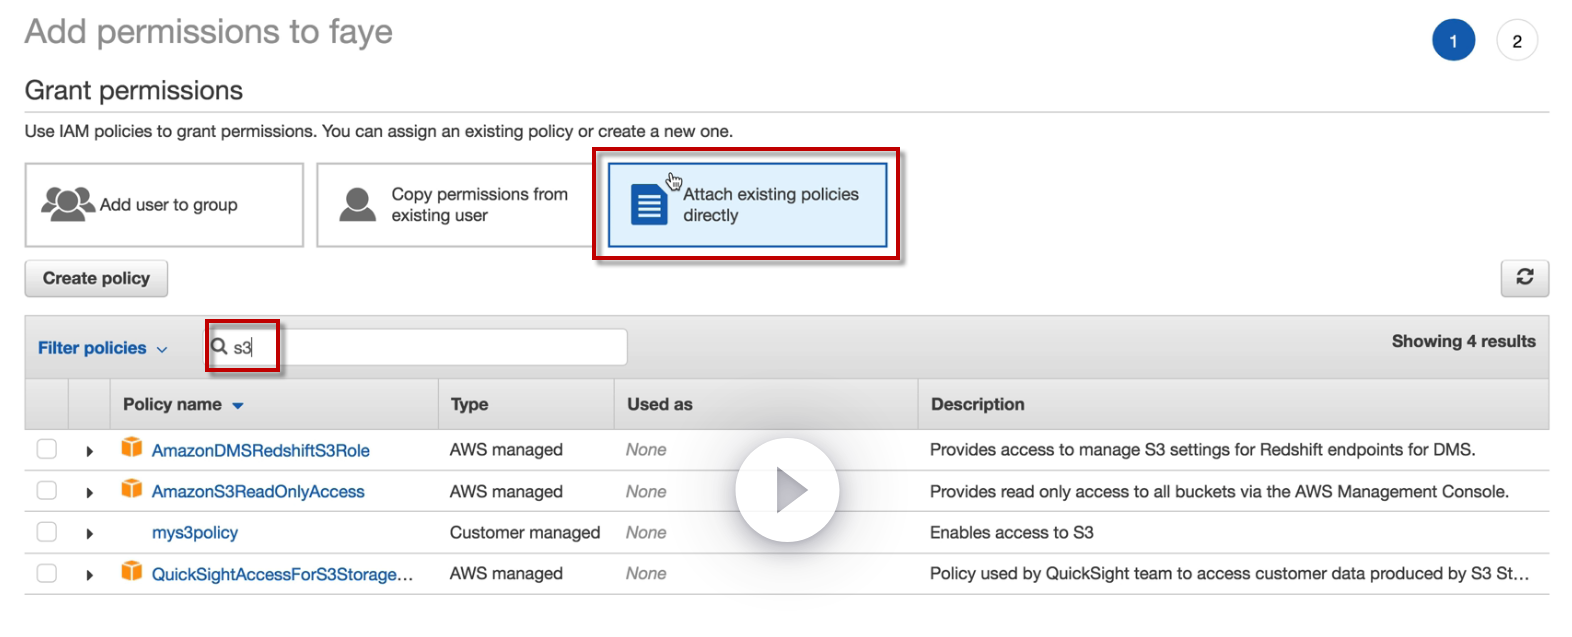 Add permissions to faye
1 2
Grant permissions
Use IAM policies to grant permissions. You can assign an existing policy or create a new one.
Add user to group
Copy permissions from
existing user
Attach existing policies
directly
Create policy
Filter policies s3 Showing 4 results
Policy name Type Used as Description
AmazonDMSRedshiftS3Role AWS managed None Provides access to manage S3 settings for Redshift endpoints for DMS.
AmazonS3ReadOnlyAccess AWS managed None Provides read only access to all buckets via the AWS Management Console.
mys3policy Customer managed None Enables access to S3
QuickSightAccessForS3Storage... AWS managed None Policy used by QuickSight team to access customer data produced by S3 St...